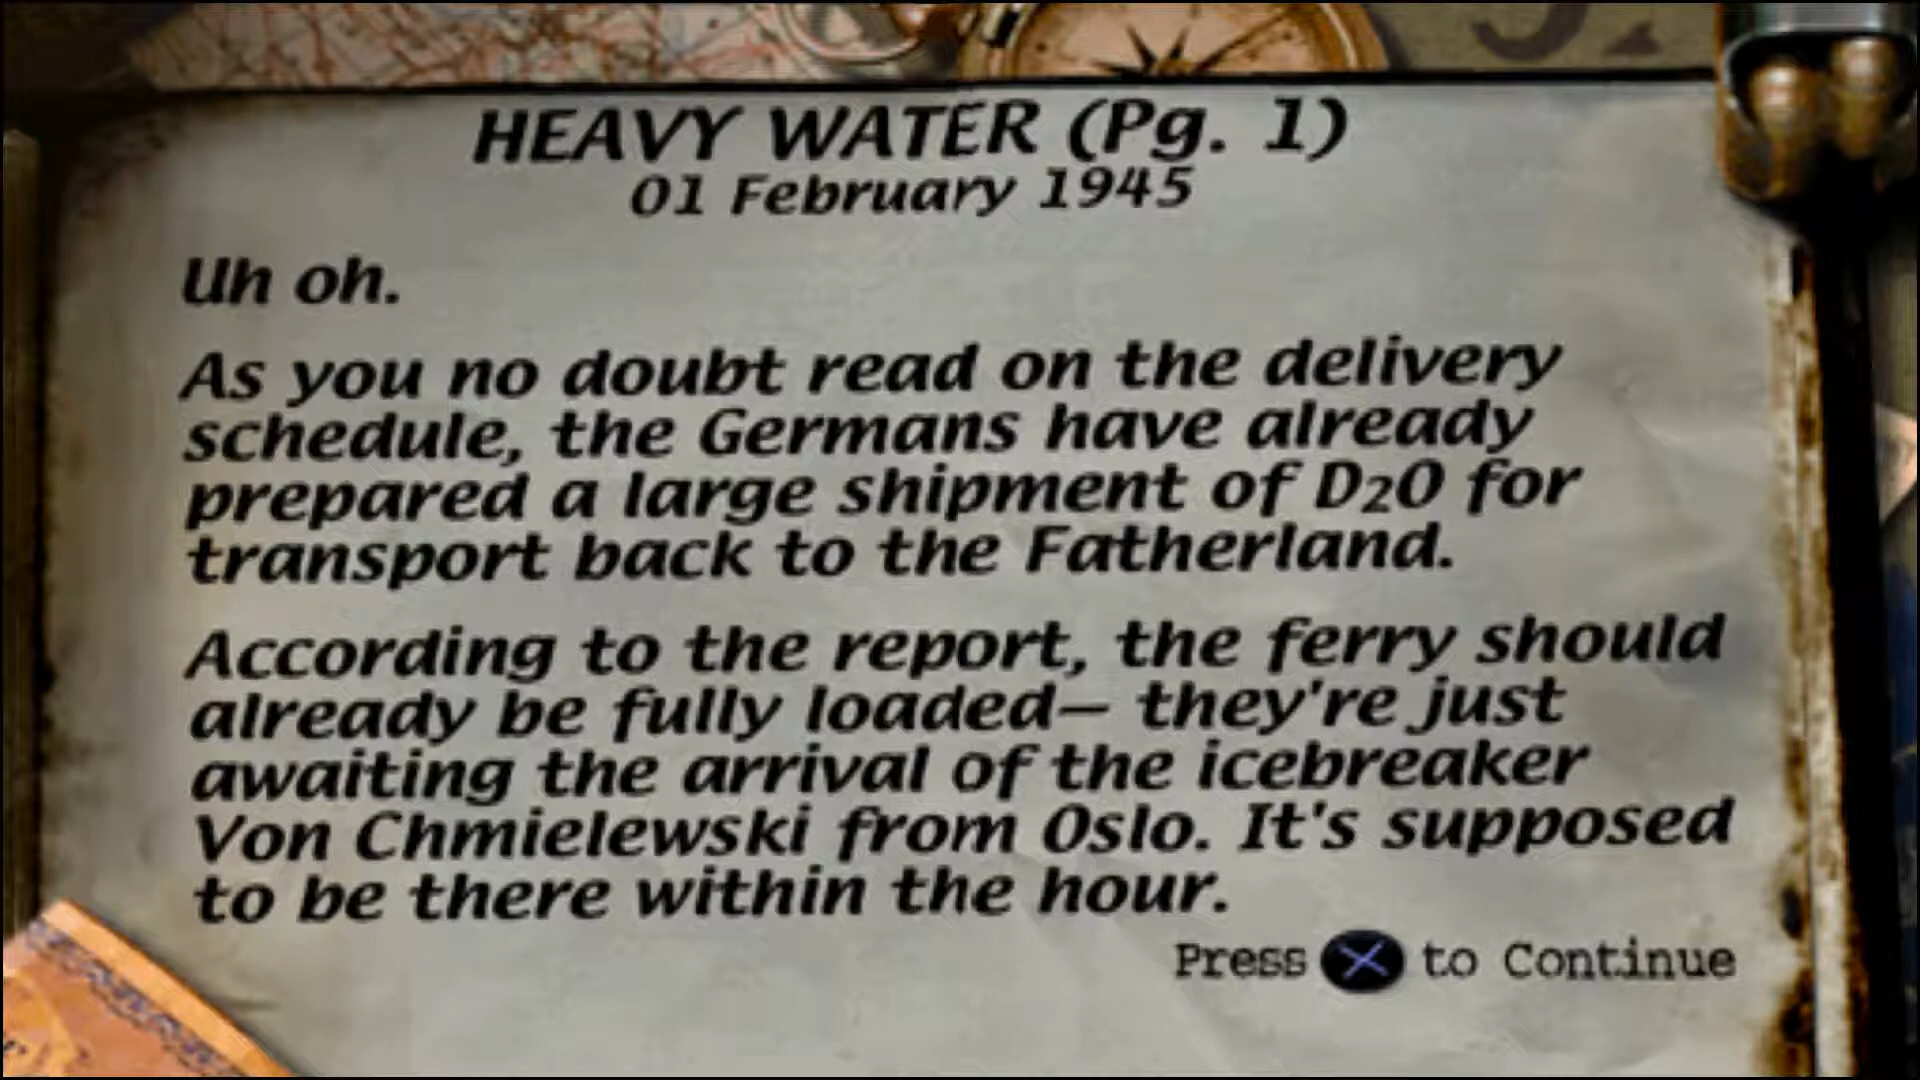 HEAVY WATER (Pg. 1)
01 February 1945
Uh oh.
As you no doubt read on the delivery
schedule, the Germans have already
prepared a large shipment of D2O for
transport back to the Fatherland.
According to the report, the ferry should
already be fully loaded— they're just
awaiting the arrival of the icebreaker
Von Chmielewski from Oslo. It's supposed
to be there within the hour.
Press X to Continue